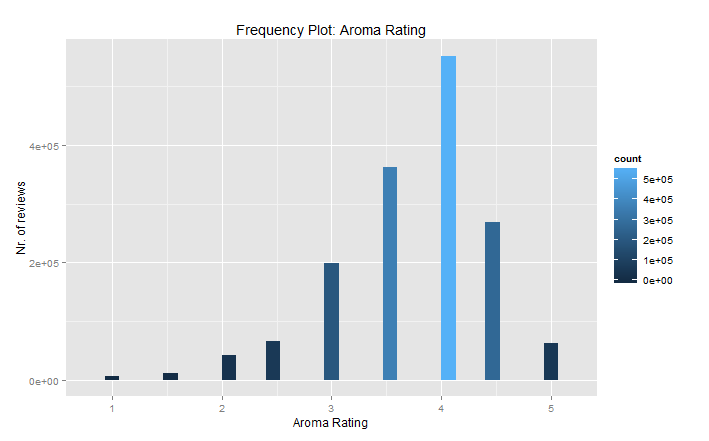 Frequency Plot: Aroma Rating
Nr. of reviews
4e+05
2e+05
0e+00
1 2 3 4 5
Aroma Rating
count
5e+05
4e+05
3e+05
2e+05
1e+05
0e+00